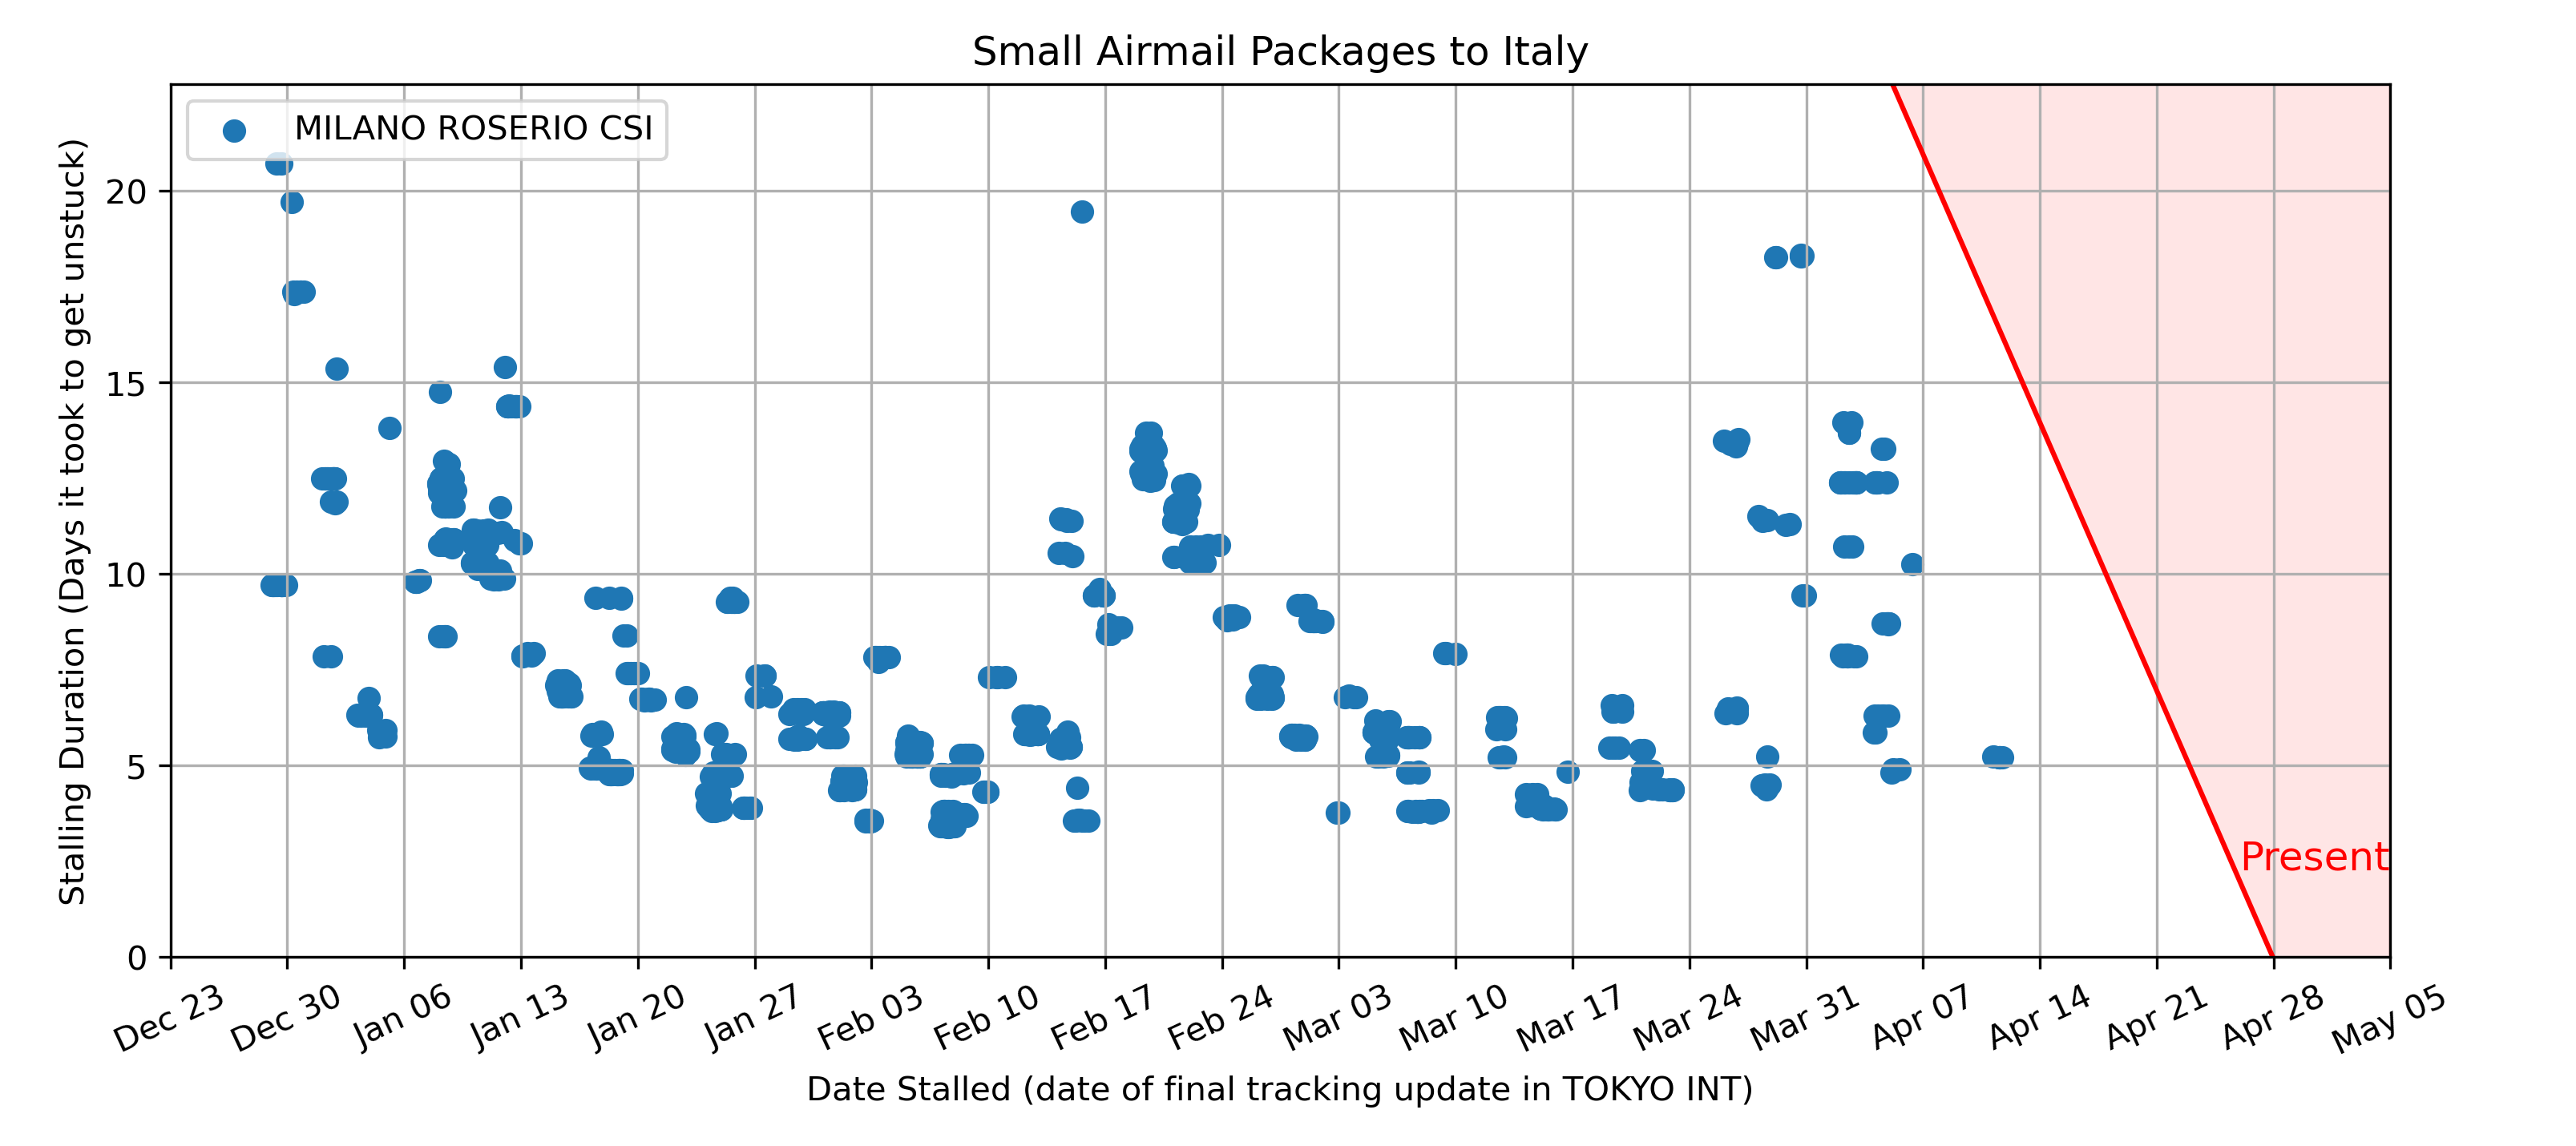 Small Airmail Packages to Italy
MILANO ROSERIO CSI
Stalling Duration (Days it took to get unstuck)
20
15
10
5
0
Present
Dec 23
Dec 30
Jan 06
Jan 13
Jan 20
Jan 27
Feb 03
Feb 10
Feb 17
Feb 24
Mar 03
Mar 10
Mar 17
Mar 24
Mar 31
Apr 07
Apr 14
Apr 21
Apr 28
May 05
Date Stalled (date of final tracking update in TOKYO INT)